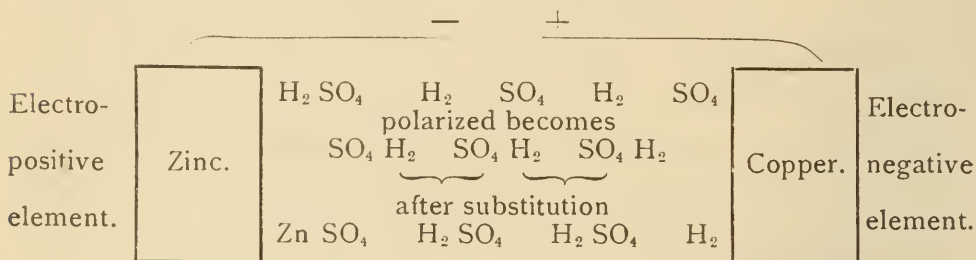 − +
H₂ SO₄ H₂ SO₄ H₂ SO₄
Electro- polarized becomes Electro-
positive Zinc. SO₄ H₂ SO₄ H₂ SO₄ H₂ Copper. negative
after substitution
element. Zn SO₄ H₂ SO₄ H₂ SO₄ H₂ element.